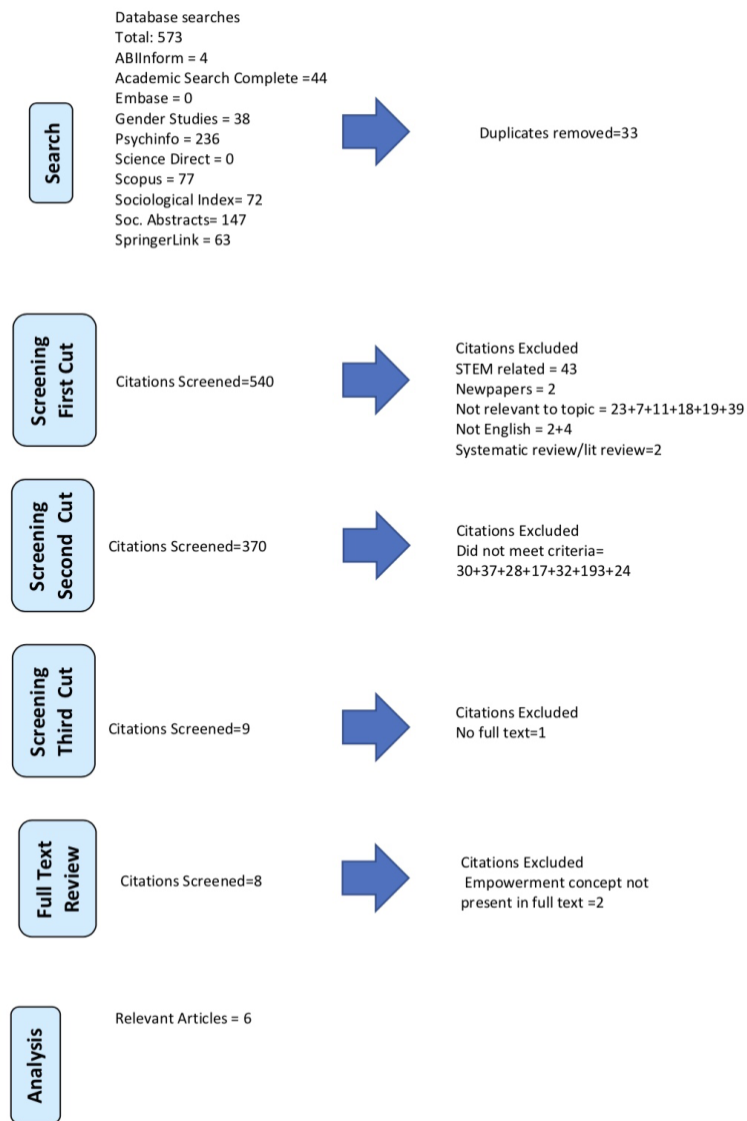 Search
Database searches
Total: 573
ABIInform = 4
Academic Search Complete =44
Embase = 0
Gender Studies = 38
Psychinfo = 236
Science Direct = 0
Scopus = 77
Sociological Index= 72
Soc. Abstracts= 147
SpringerLink = 63
Duplicates removed=33
Screening
First Cut
Citations Screened=540
Citations Excluded
STEM related = 43
Newpapers = 2
Not relevant to topic = 23+7+11+18+19+39
Not English = 2+4
Systematic review/lit review=2
Screening
Second Cut
Citations Screened=370
Citations Excluded
Did not meet criteria=
30+37+28+17+32+193+24
Screening
Third Cut
Citations Screened=9
Citations Excluded
No full text=1
Full Text
Review
Citations Screened=8
Citations Excluded
Empowerment concept not
present in full text =2
Analysis
Relevant Articles = 6